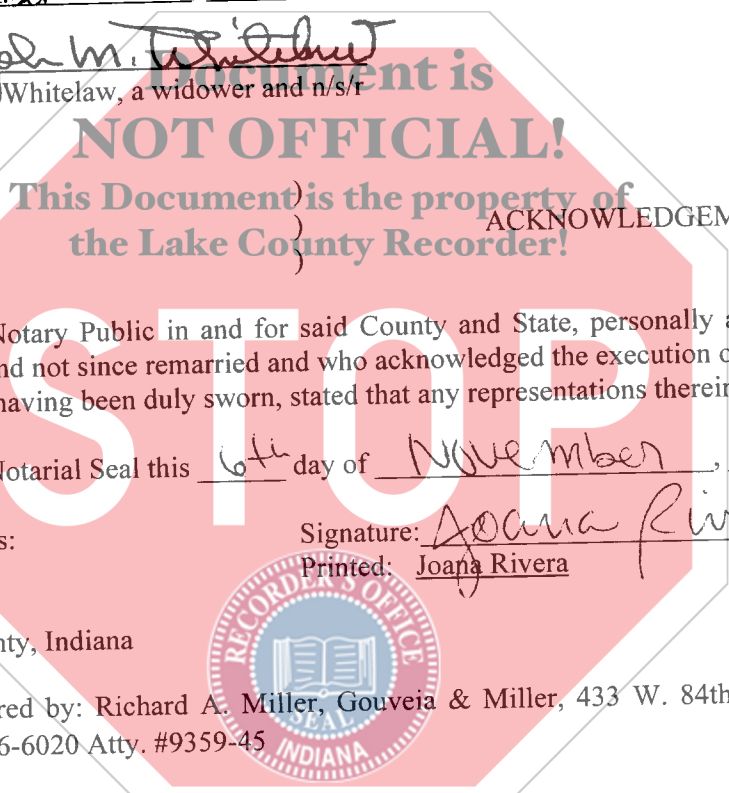 M. Whitelaw
Whitelaw, a widower and n/s/r
Document is
NOT OFFICIAL!
This Document is the property of
the Lake County Recorder!
)
)
)
ACKNOWLEDGEM
Notary Public in and for said County and State, personally a
nd not since remarried and who acknowledged the execution o
having been duly sworn, stated that any representations therein
STOP
Notarial Seal this 6th day of November,
s:
Signature: Joana Riv
Printed: Joana Rivera
RECORDER'S OFFICE
SEAL
INDIANA
nty, Indiana
red by: Richard A. Miller, Gouveia & Miller, 433 W. 84th
6-6020 Atty. #9359-45